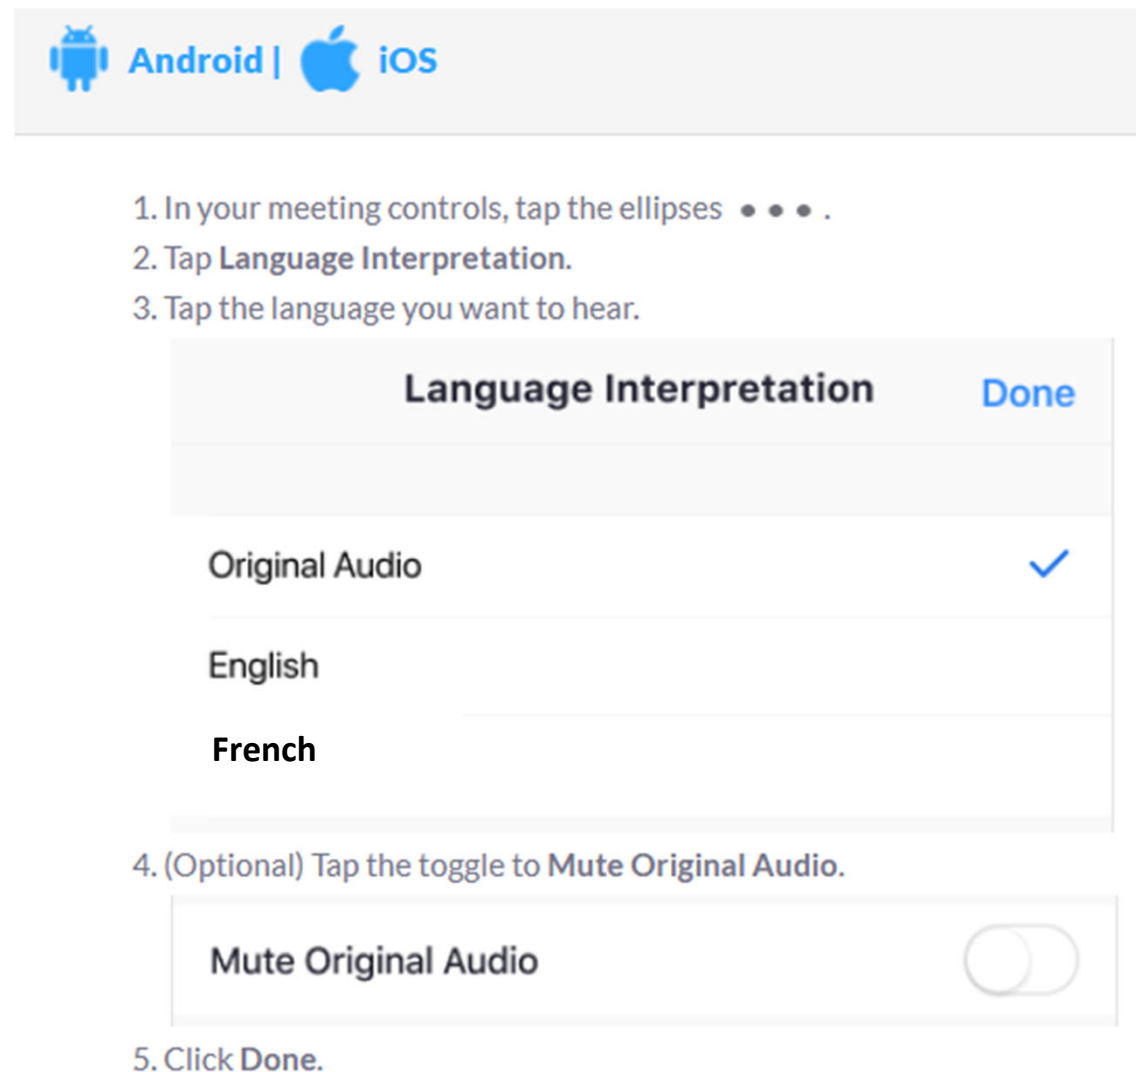 Android | iOS
1. In your meeting controls, tap the ellipses • • • .
2. Tap Language Interpretation.
3. Tap the language you want to hear.
Language Interpretation Done
Original Audio
English
French
4. (Optional) Tap the toggle to Mute Original Audio.
Mute Original Audio
5. Click Done.